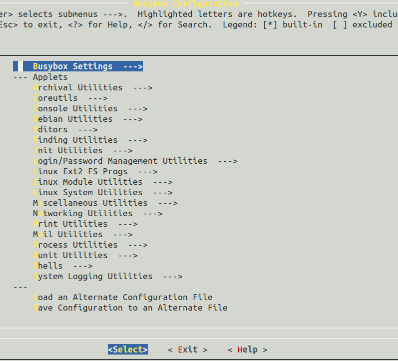 Busybox Configuration
er> selects submenus --->. Highlighted letters are hotkeys. Pressing <Y> inclu
Esc> to exit, <?> for Help, </> for Search. Legend: [*] built-in [ ] excluded
Busybox Settings --->
--- Applets
Archival Utilities --->
Coreutils --->
Console Utilities --->
Debian Utilities --->
Editors --->
Finding Utilities --->
Init Utilities --->
Login/Password Management Utilities --->
Linux Ext2 FS Progs --->
Linux Module Utilities --->
Linux System Utilities --->
Miscellaneous Utilities --->
Networking Utilities --->
Print Utilities --->
Mail Utilities --->
Process Utilities --->
Runit Utilities --->
Shells --->
System Logging Utilities --->
---
Load an Alternate Configuration File
Save Configuration to an Alternate File
<Select> < Exit > < Help >